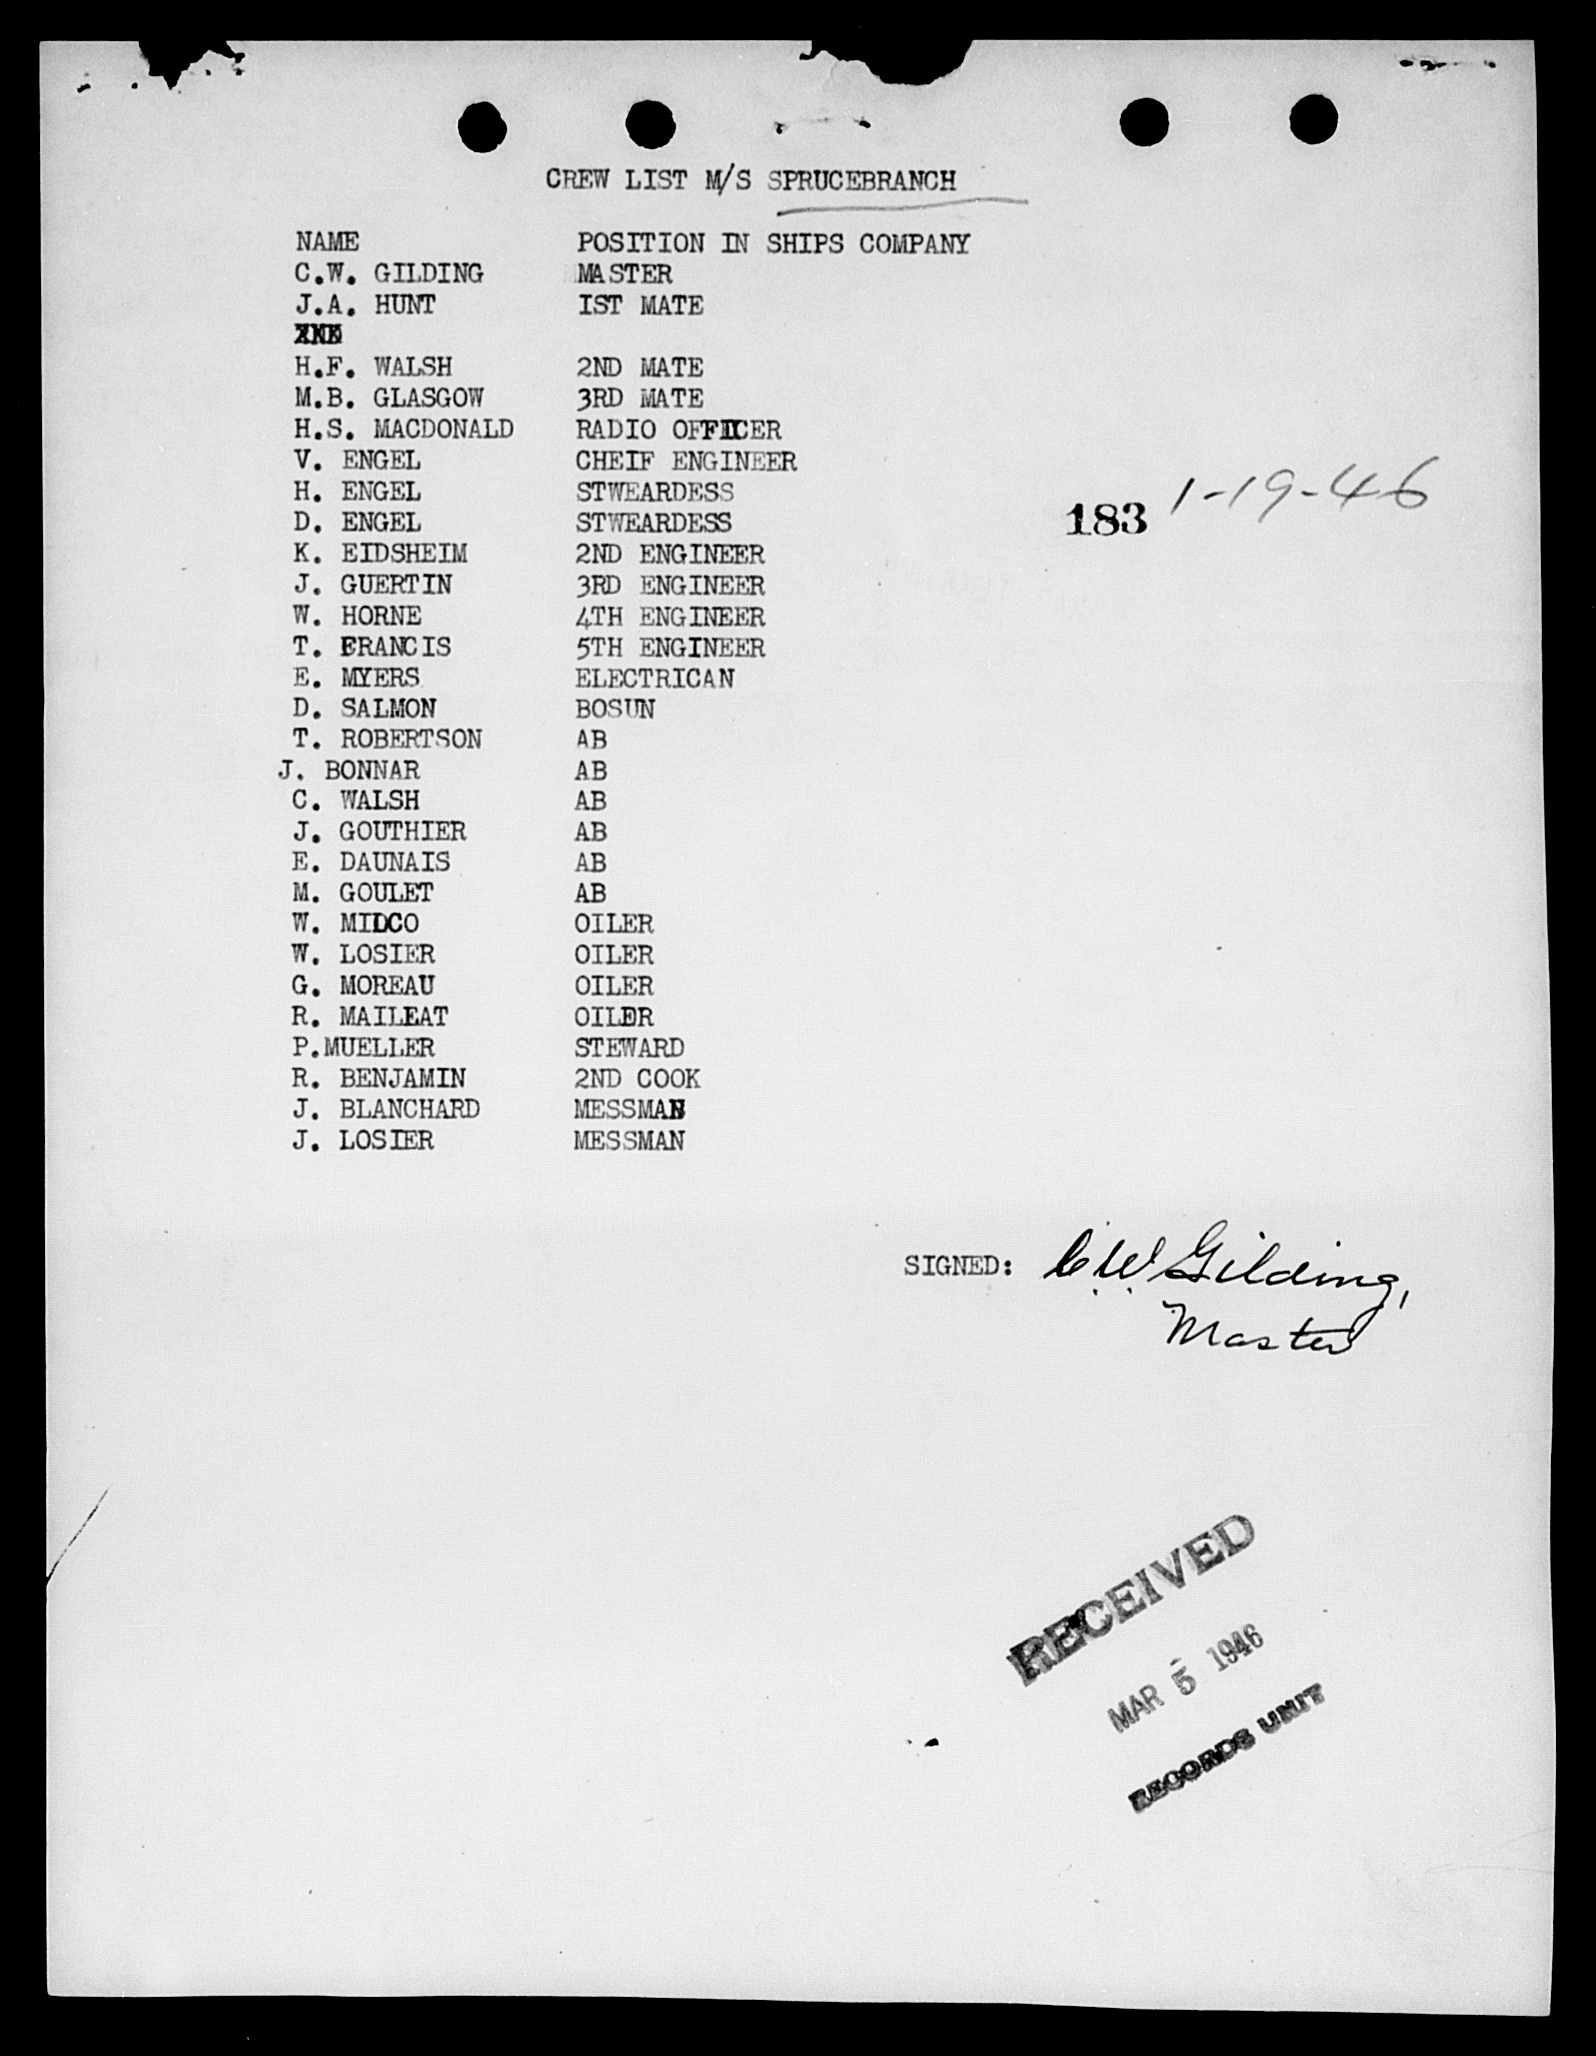 CREW LIST M/S SPRUCEBRANCH
NAME POSITION IN SHIPS COMPANY
C.W. GILDING MASTER
J.A. HUNT IST MATE
H.F. WALSH 2ND MATE
M.B. GLASGOW 3RD MATE
H.S. MACDONALD RADIO OFFICER
V. ENGEL CHEIF ENGINEER
H. ENGEL STWEARDESS
D. ENGEL STWEARDESS
183 1-19-46
K. EIDSHEIM 2ND ENGINEER
J. GUERTIN 3RD ENGINEER
W. HORNE 4TH ENGINEER
T. FRANCIS 5TH ENGINEER
E. MYERS ELECTRICAN
D. SALMON BOSUN
T. ROBERTSON AB
J. BONNAR AB
C. WALSH AB
J. GOUTHIER AB
E. DAUNAIS AB
M. GOULET AB
W. MIDCO OILER
W. LOSIER OILER
G. MOREAU OILER
R. MAILEAT OILER
P.MUELLER STEWARD
R. BENJAMIN 2ND COOK
J. BLANCHARD MESSMAN
J. LOSIER MESSMAN
SIGNED: C.W. Gilding,
Master
RECEIVED
MAR 5 1946
RECORDS UNIT